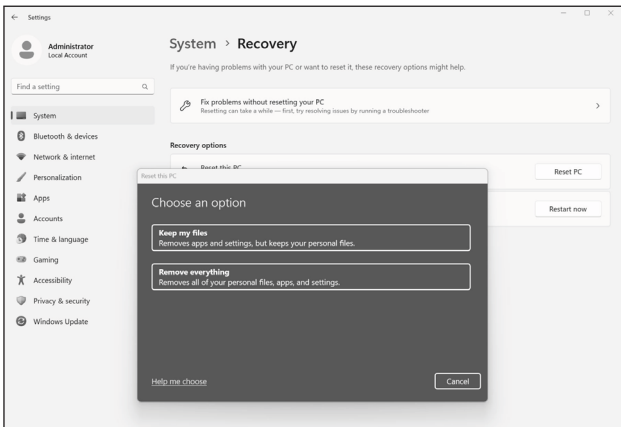 Settings
Administrator
Local Account
Find a setting
System
Bluetooth & devices
Network & internet
Personalization
Apps
Accounts
Time & language
Gaming
Accessibility
Privacy & security
Windows Update
System > Recovery
If you're having problems with your PC or want to reset it, these recovery options might help.
Fix problems without resetting your PC
Resetting can take a while — first, try resolving issues by running a troubleshooter
Recovery options
Reset this PC
Reset PC
Restart now
Reset this PC
Choose an option
Keep my files
Removes apps and settings, but keeps your personal files.
Remove everything
Removes all of your personal files, apps, and settings.
Help me choose
Cancel